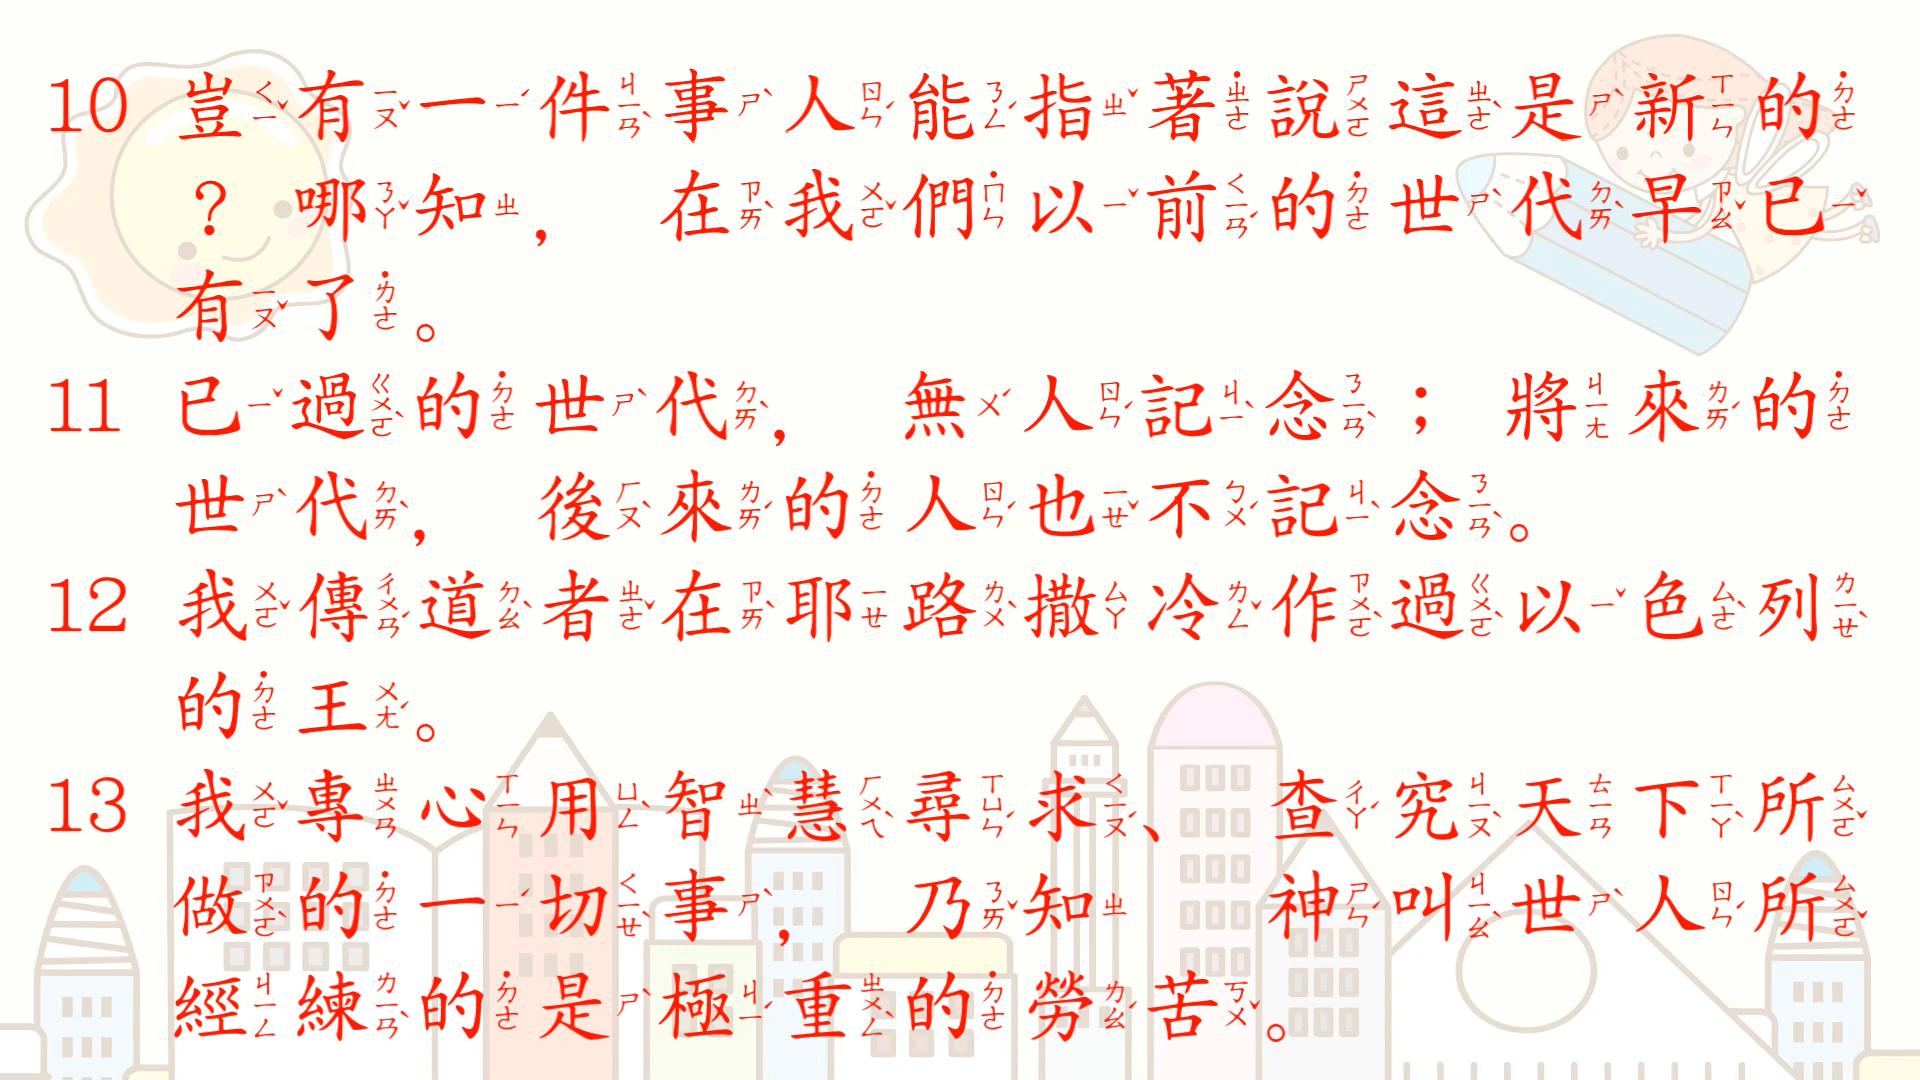 10 豈有一件事人能指著說這是新的
？哪知， 在我們以前的世代早已
有了。
11 已過的世代， 無人記念； 將來的
世代， 後來的人也不記念。
12 我傳道者在耶路撒冷作過以色列
的王。
13 我專心用智慧尋求、 查究天下所
做的一切事， 乃知 神叫世人所
經練的是極重的勞苦。